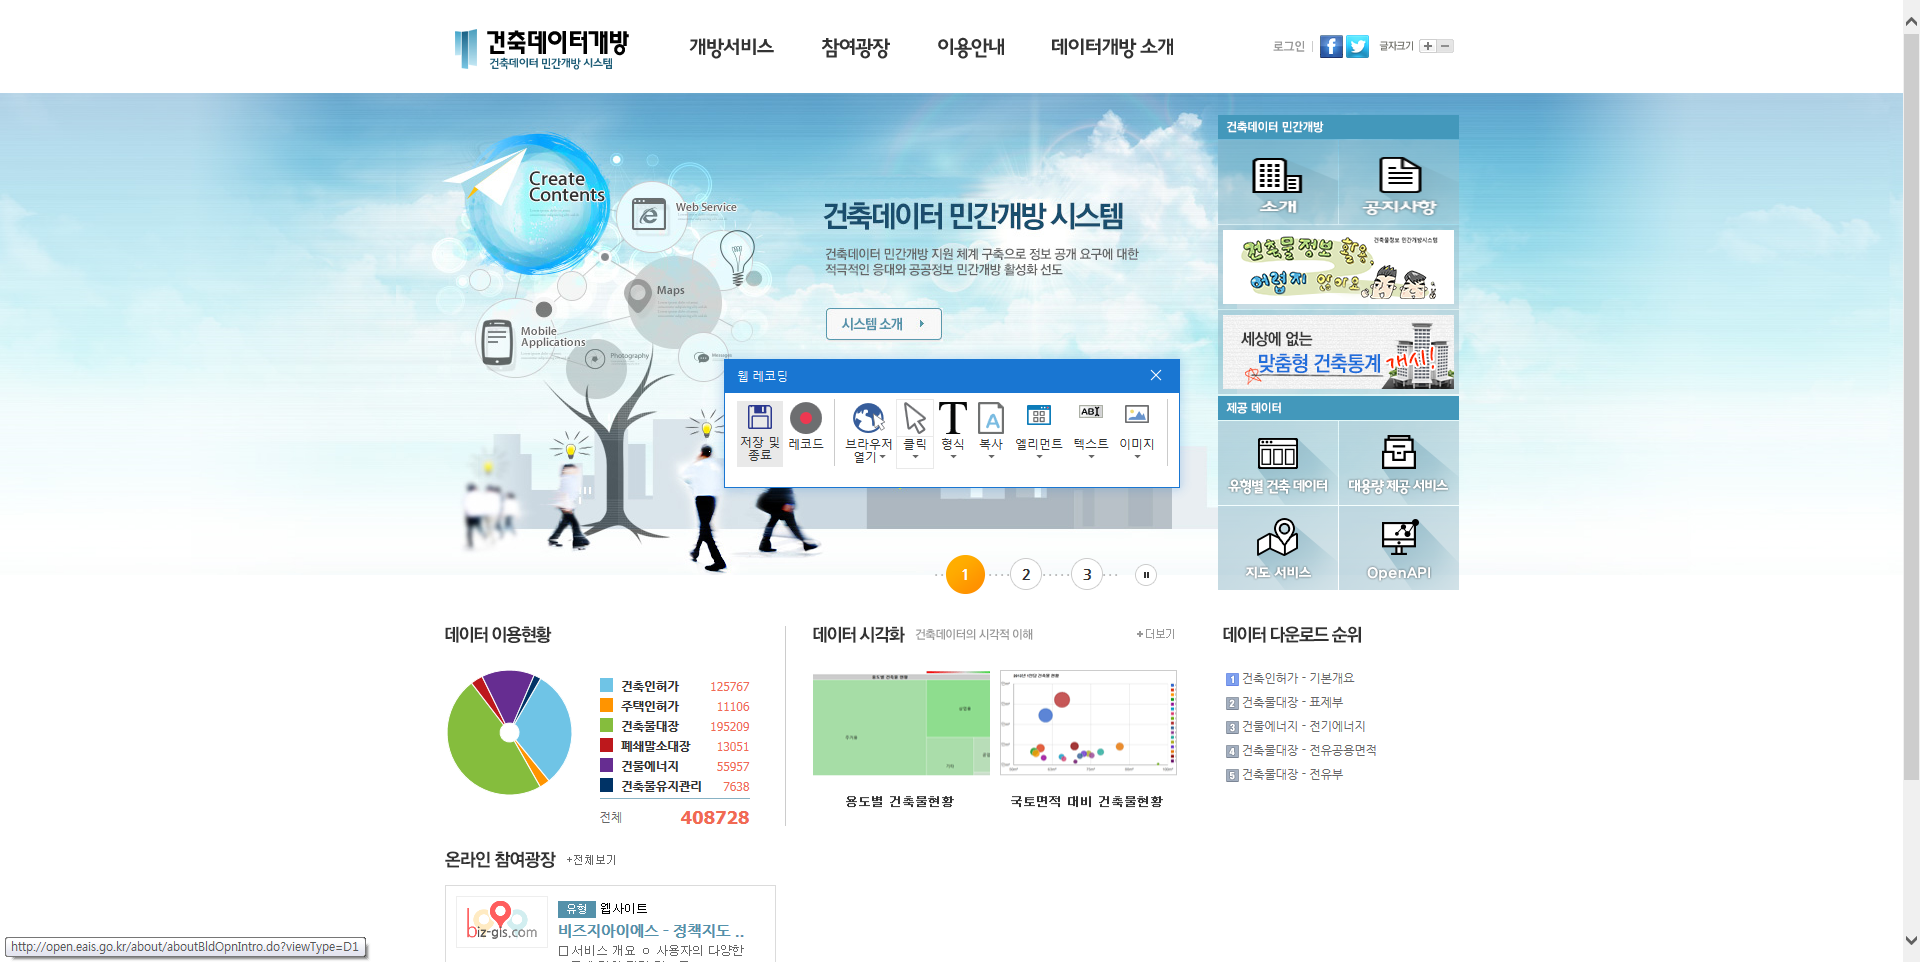 건축데이터개방
건축데이터 민간개방 시스템
개방서비스
참여광장
이용안내
데이터개방 소개
로그인
글자크기
Create
Contents
Web Service
Maps
Mobile
Applications
Photography
건축데이터 민간개방 시스템
건축데이터 민간개방 지원 체계 구축으로 정보 공개 요구에 대한
적극적인 응대와 공공정보 민간개방 활성화 선도
시스템 소개
건축데이터 민간개방
소개
공지사항
건축물정보 민간개방시스템
건축물정보 활용,
어렵지 않아요
세상에 없는
맞춤형 건축통계 개시!
제공 데이터
유형별 건축 데이터
대용량 제공 서비스
지도 서비스
OpenAPI
웹 레코딩
저장 및
종료
레코드
브라우저
열기
클릭
T
형식
A
복사
엘리먼트
ABI
텍스트
이미지
1
2
3
데이터 이용현황
건축인허가 125767
주택인허가 11106
건축물대장 195209
폐쇄말소대장 13051
건물에너지 55957
건축물유지관리 7638
전체 408728
데이터 시각화 건축데이터의 시각적 이해
+더보기
용도별 건축물 현황
용도별 건축물현황
국토면적 대비 건축물현황
데이터 다운로드 순위
1 건축인허가 - 기본개요
2 건축물대장 - 표제부
3 건물에너지 - 전기에너지
4 건축물대장 - 전유공용면적
5 건축물대장 - 전유부
온라인 참여광장 +전체보기
biz-gis.com
유형 웹사이트
비즈지아이에스 - 정책지도 ..
□ 서비스 개요 ㅇ 사용자의 다양한
http://open.eais.go.kr/about/aboutBldOpnIntro.do?viewType=D1